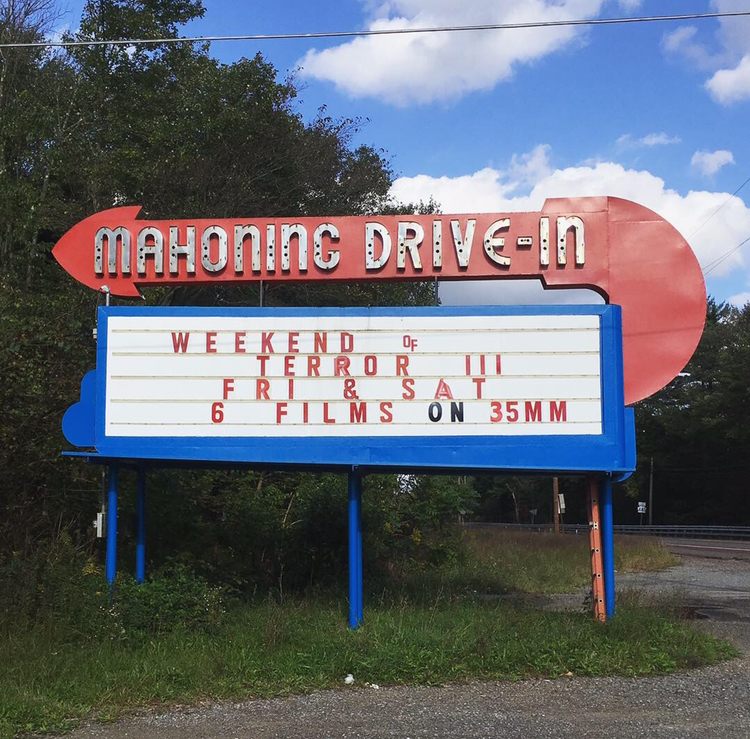 MAHONING DRIVE-IN
WEEKEND OF
TERROR III
FRI & SAT
6 FILMS ON 35MM